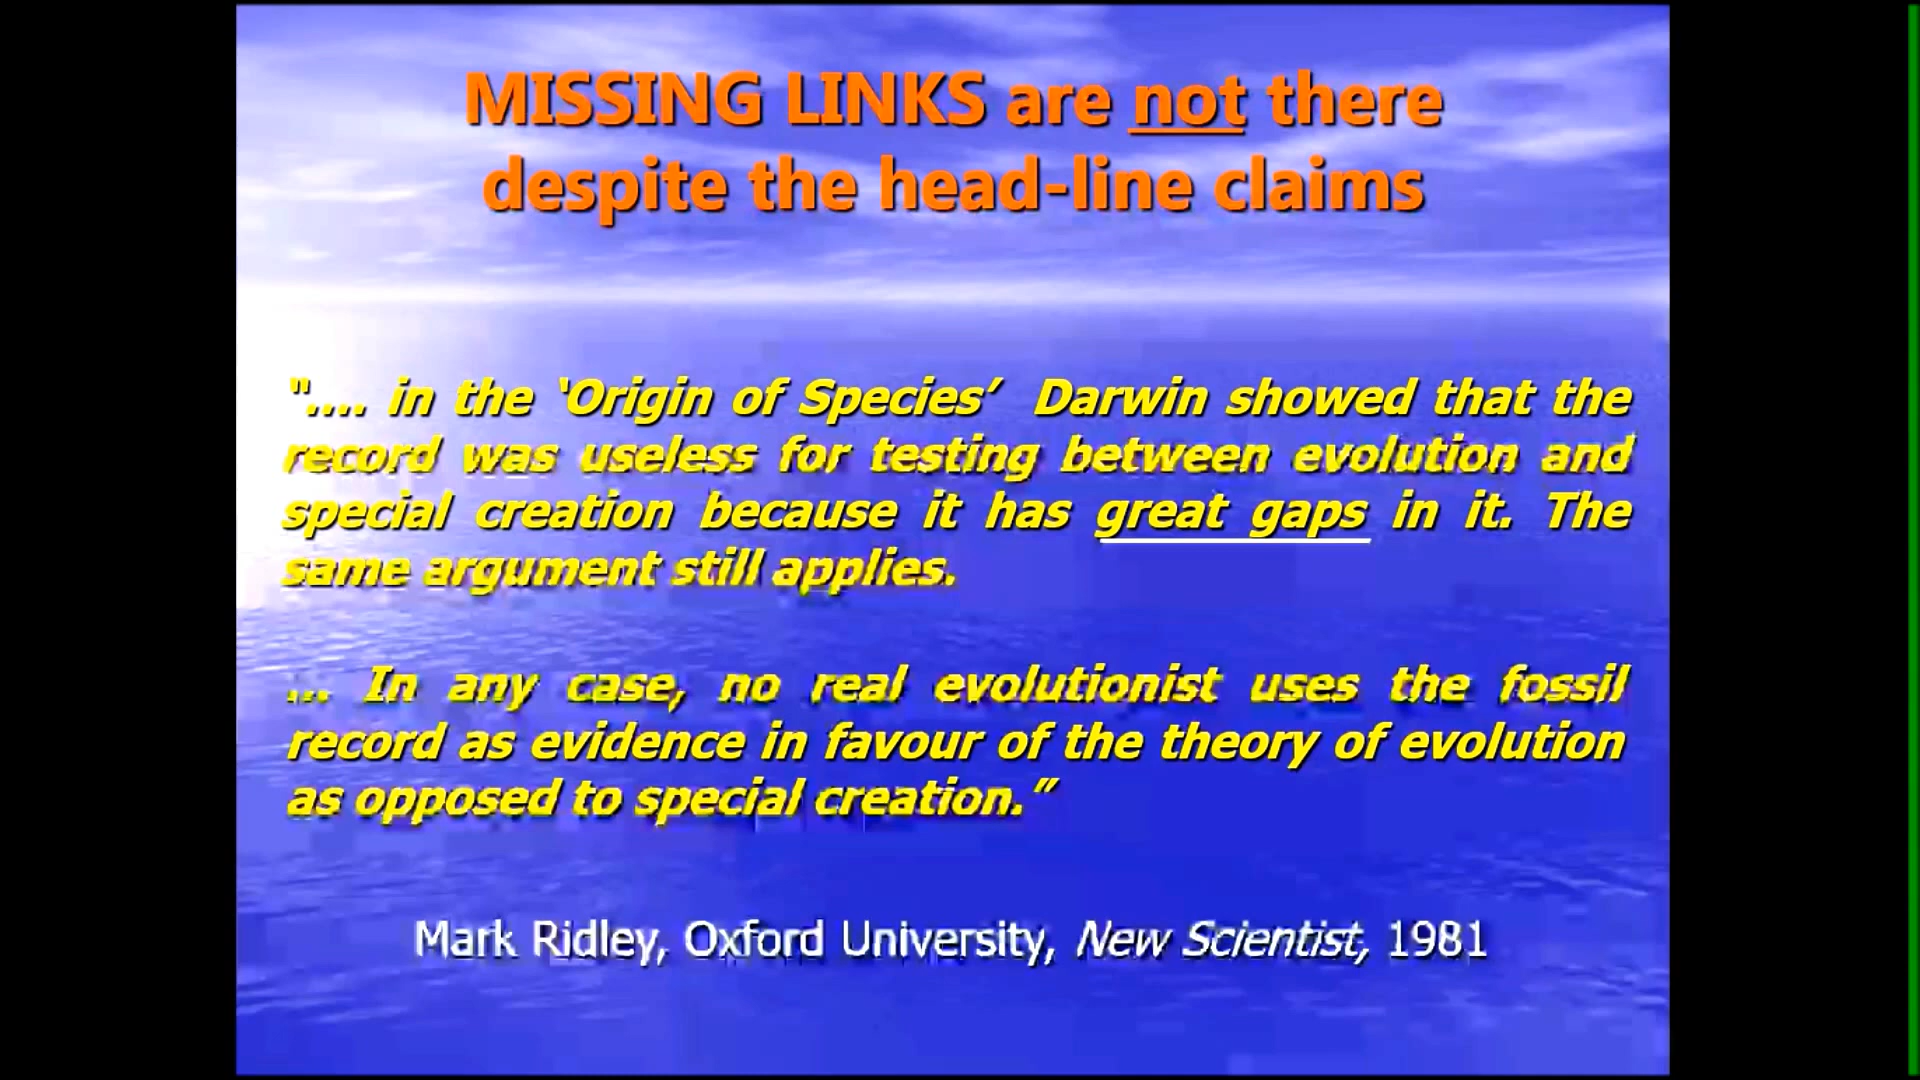 MISSING LINKS are not there
despite the head-line claims
".... in the ‘Origin of Species’ Darwin showed that the
record was useless for testing between evolution and
special creation because it has great gaps in it. The
same argument still applies.
... In any case, no real evolutionist uses the fossil
record as evidence in favour of the theory of evolution
as opposed to special creation.”
Mark Ridley, Oxford University, New Scientist, 1981